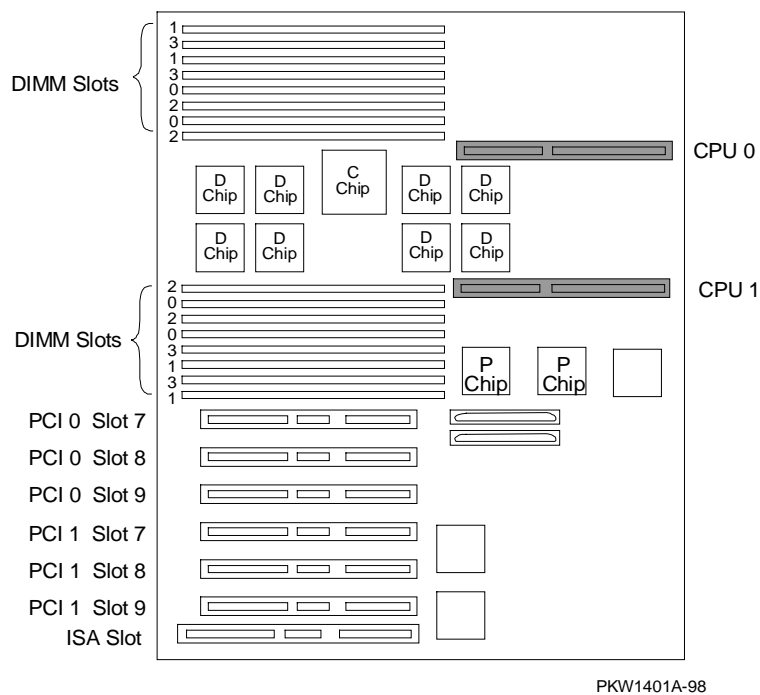 1
3
1
3
0
2
0
2
DIMM Slots
CPU 0
D Chip
D Chip
C Chip
D Chip
D Chip
D Chip
D Chip
D Chip
D Chip
2
0
2
0
3
1
3
1
DIMM Slots
CPU 1
P Chip
P Chip
PCI 0 Slot 7
PCI 0 Slot 8
PCI 0 Slot 9
PCI 1 Slot 7
PCI 1 Slot 8
PCI 1 Slot 9
ISA Slot
PKW1401A-98